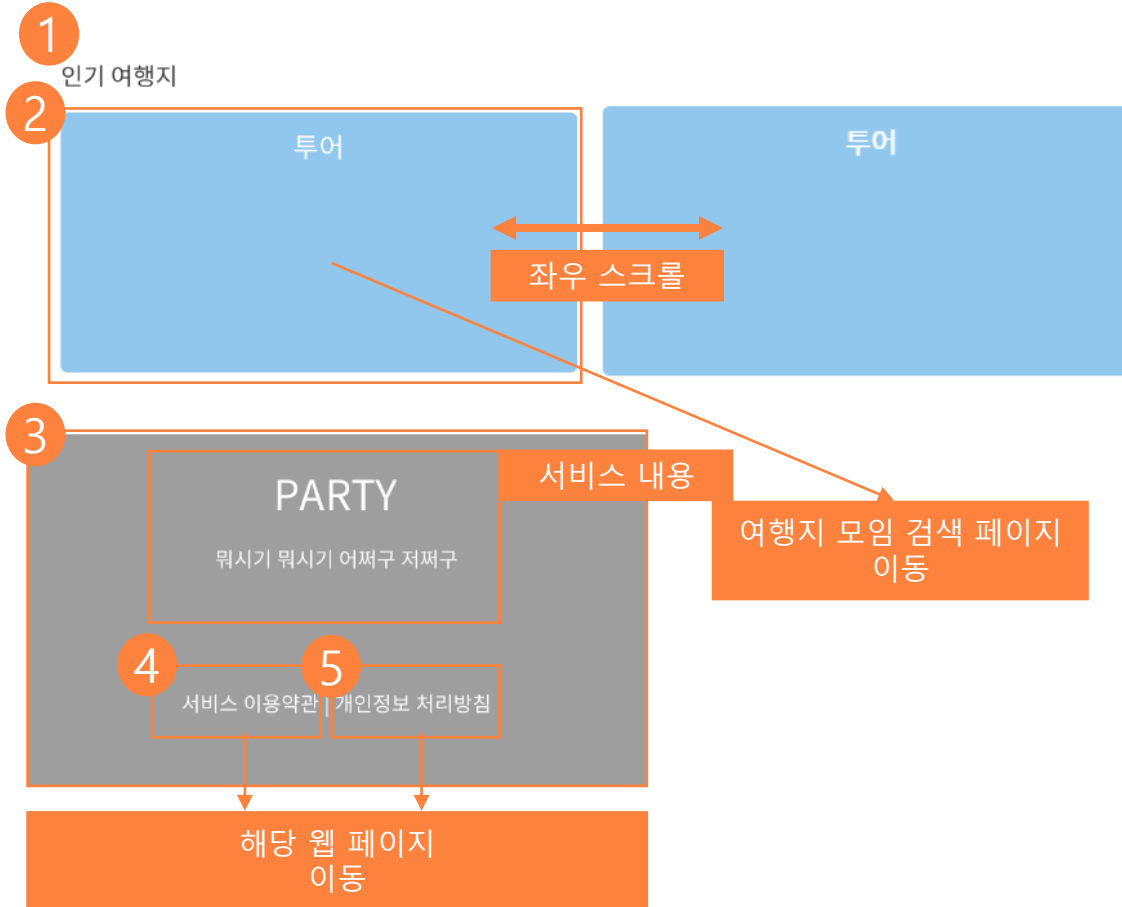 1
인기 여행지
2
투어
투어
좌우 스크롤
3
서비스 내용
PARTY
뭐시기 뭐시기 어쩌구 저쩌구
여행지 모임 검색 페이지
이동
4
5
서비스 이용약관 | 개인정보 처리방침
해당 웹 페이지
이동